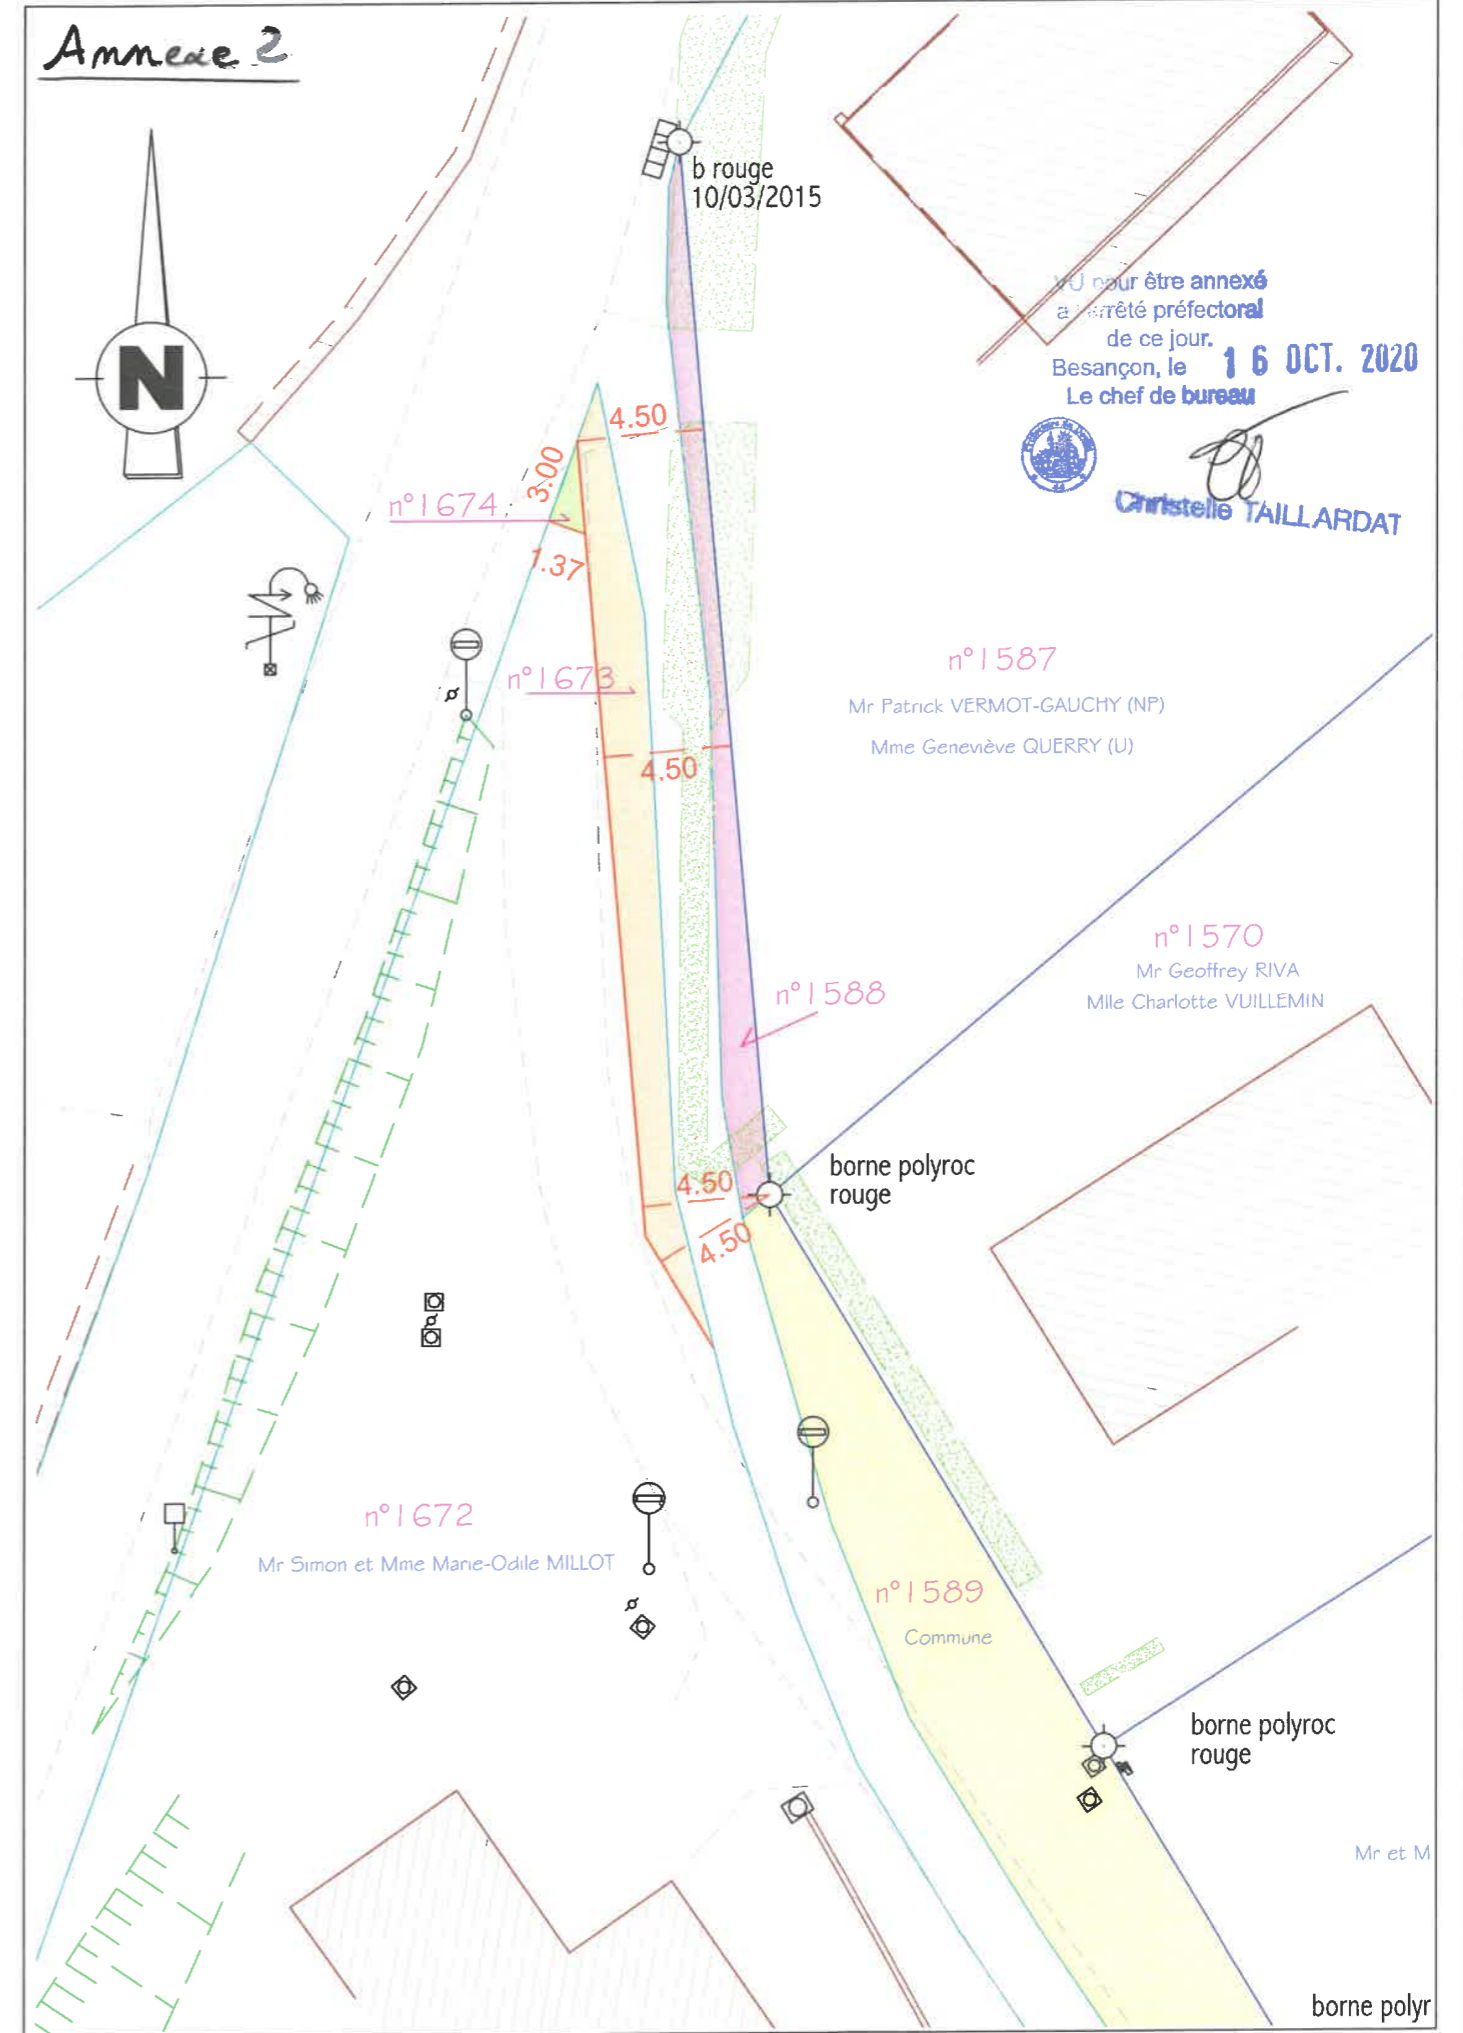 Annexe 2
b rouge
10/03/2015
N
VU pour être annexé
a l'arrêté préfectoral
de ce jour.
Besançon, le 16 OCT. 2020
Le chef de bureau
Christelle TAILLARDAT
4.50
3.00
n°1674
1.37
n°1673
n°1587
Mr Patrick VERMOT-GAUCHY (NP)
Mme Geneviève QUERRY (U)
4.50
n°1570
Mr Geoffrey RIVA
Mlle Charlotte VUILLEMIN
n°1588
borne polyroc
rouge
4.50
4.50
n°1672
Mr Simon et Mme Marie-Odile MILLOT
n°1589
Commune
borne polyroc
rouge
Mr et M
borne polyr